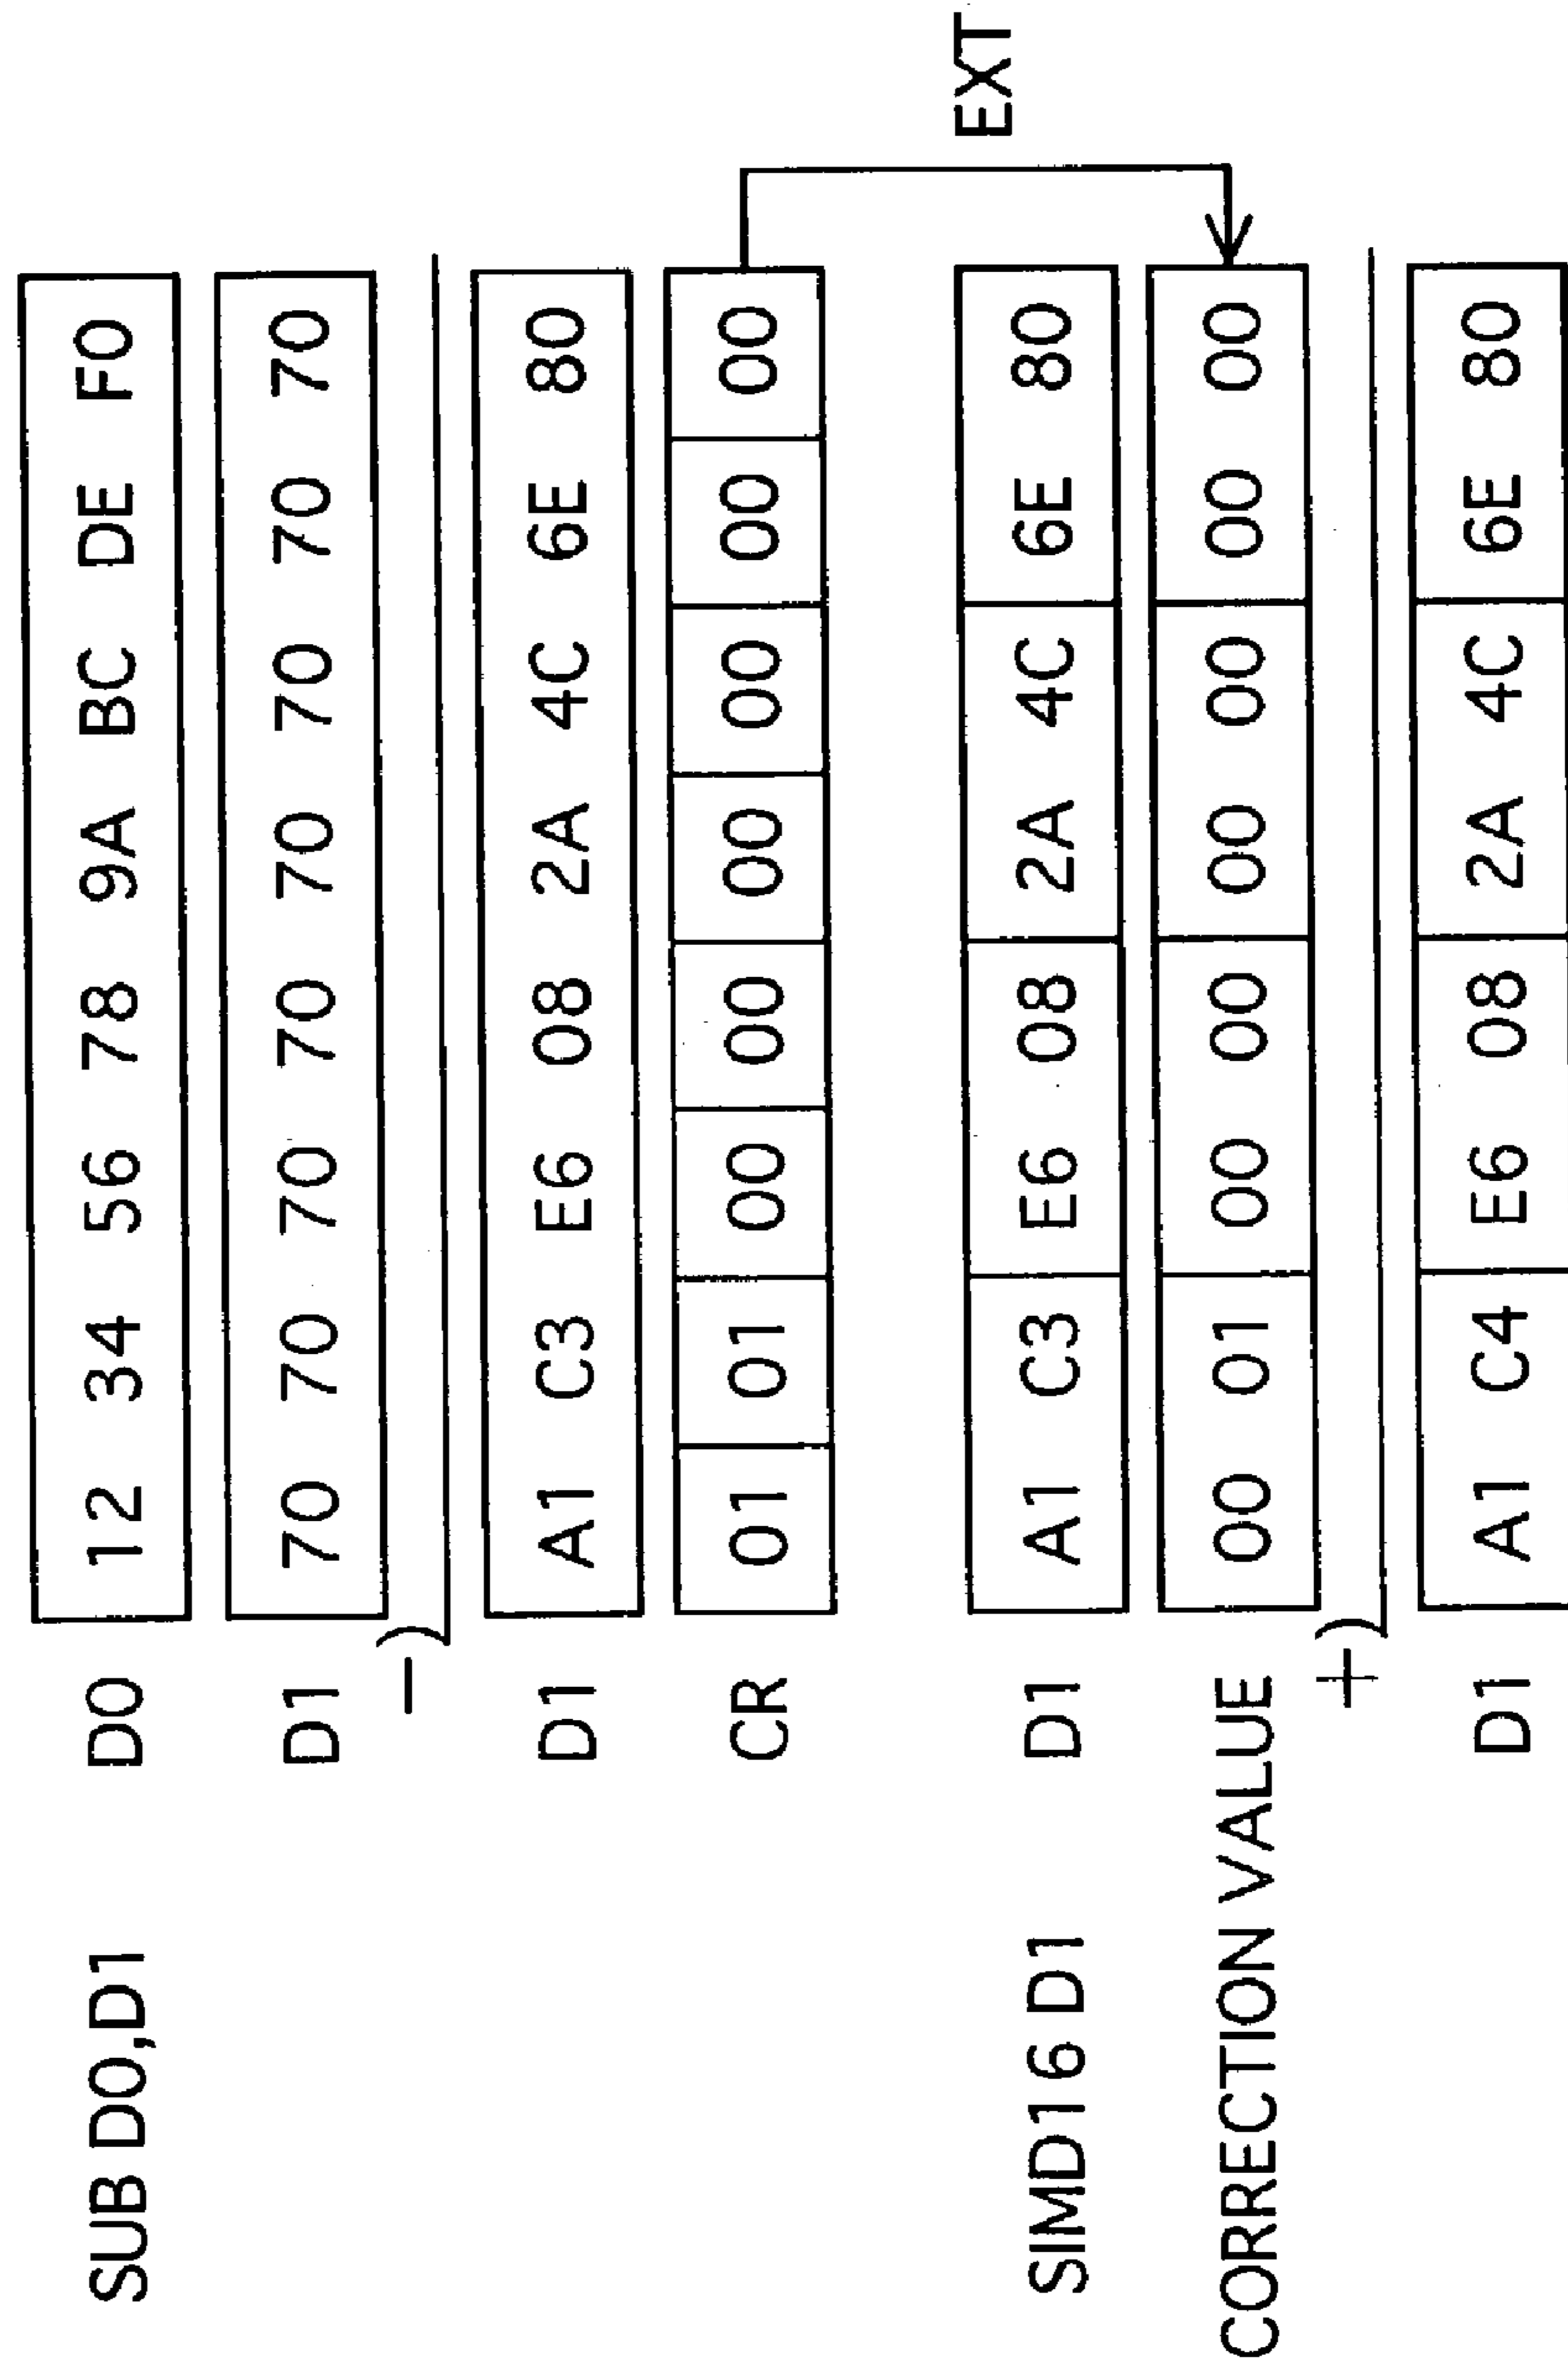 SUB D0,D1 D0 12 34 56 78 9A BC DE F0
D1 70 70 70 70 70 70 70 70
−)
D1 A1 C3 E6 08 2A 4C 6E 80
CR 01 01 00 00 00 00 00 00
EXT
SIMD16 D1 D1 A1 C3 E6 08 2A 4C 6E 80
CORRECTION VALUE 00 01 00 00 00 00 00 00
+)
D1 A1 C4 E6 08 2A 4C 6E 80